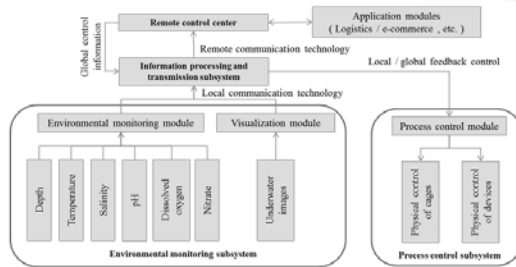 Remote control center
Application modules
( Logistics / e-commerce , etc. )
Global control
information
Remote communication technology
Information processing and
transmission subsystem
Local / global feedback control
Local communication technology
Environmental monitoring module
Visualization module
Process control module
Depth
Temperature
Salinity
pH
Dissolved
oxygen
Nitrate
Underwater
images
Physical control
of cages
Physical control
of devices
Environmental monitoring subsystem
Process control subsystem